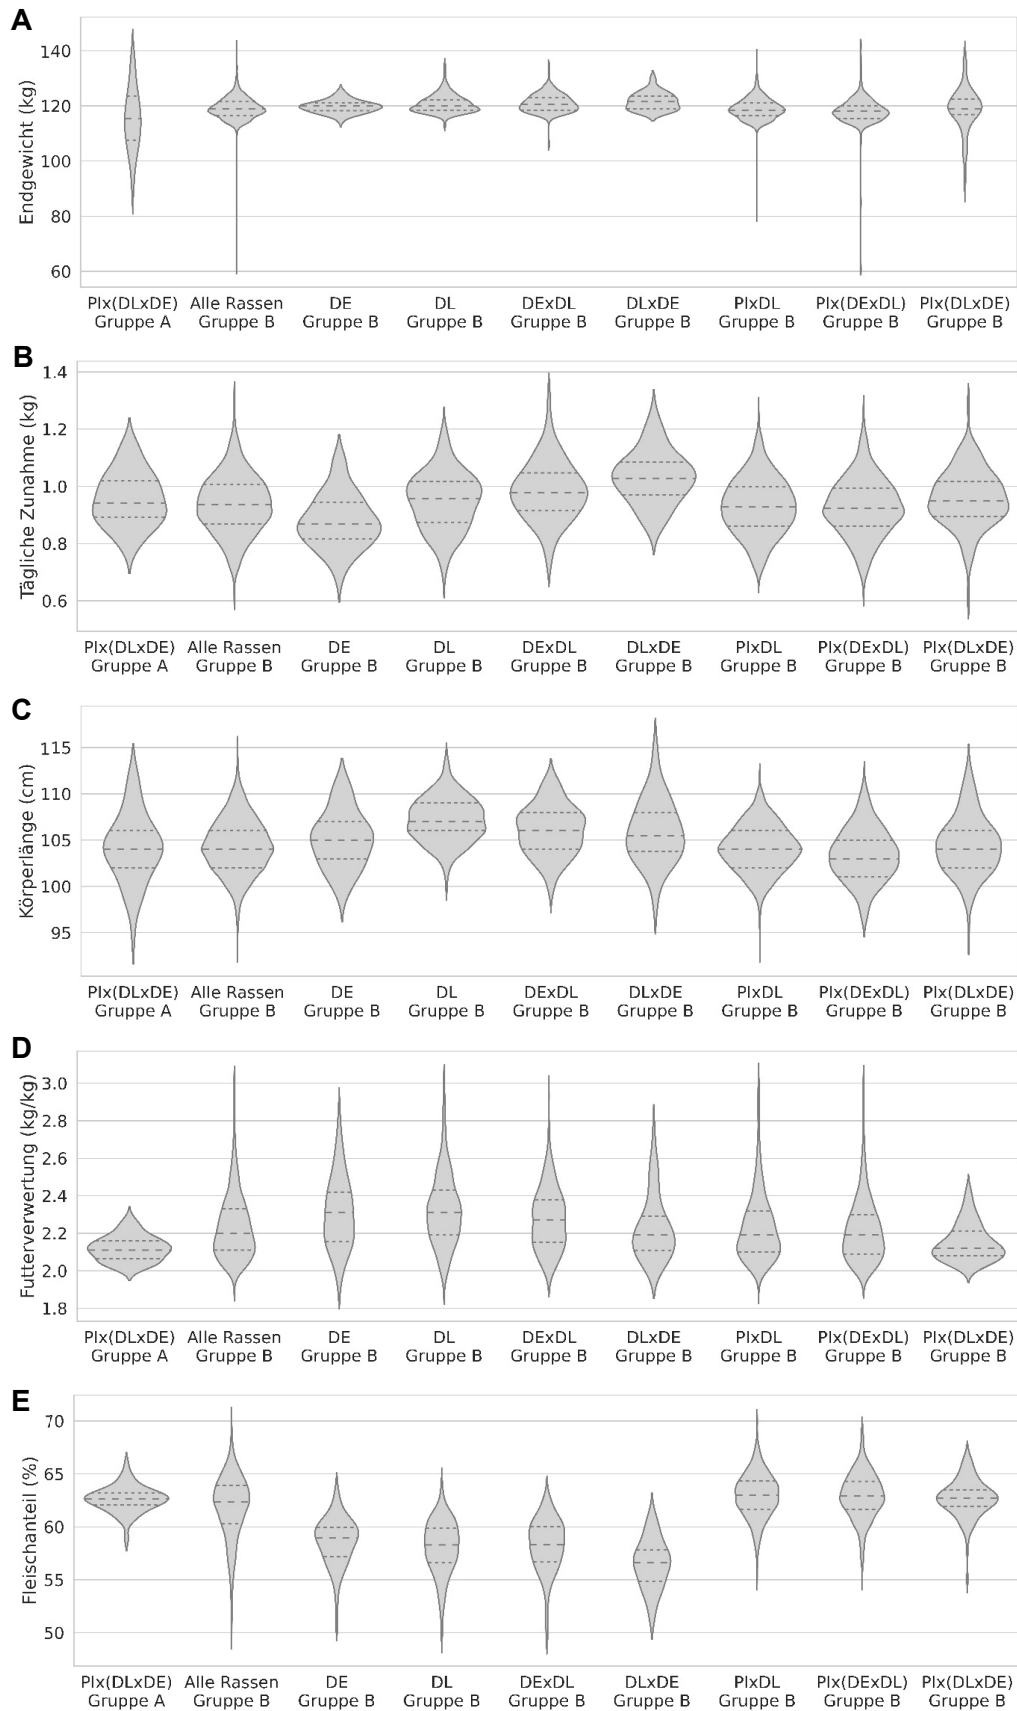 A
Endgewicht (kg)
140
120
100
80
60
PIx(DLxDE) Alle Rassen DE DL DExDL DLxDE PIxDL PIx(DExDL) PIx(DLxDE)
Gruppe A Gruppe B Gruppe B Gruppe B Gruppe B Gruppe B Gruppe B Gruppe B Gruppe B
B
Tägliche Zunahme (kg)
1.4
1.2
1.0
0.8
0.6
PIx(DLxDE) Alle Rassen DE DL DExDL DLxDE PIxDL PIx(DExDL) PIx(DLxDE)
Gruppe A Gruppe B Gruppe B Gruppe B Gruppe B Gruppe B Gruppe B Gruppe B Gruppe B
C
Körperlänge (cm)
115
110
105
100
95
PIx(DLxDE) Alle Rassen DE DL DExDL DLxDE PIxDL PIx(DExDL) PIx(DLxDE)
Gruppe A Gruppe B Gruppe B Gruppe B Gruppe B Gruppe B Gruppe B Gruppe B Gruppe B
D
Futterverwertung (kg/kg)
3.0
2.8
2.6
2.4
2.2
2.0
1.8
PIx(DLxDE) Alle Rassen DE DL DExDL DLxDE PIxDL PIx(DExDL) PIx(DLxDE)
Gruppe A Gruppe B Gruppe B Gruppe B Gruppe B Gruppe B Gruppe B Gruppe B Gruppe B
E
Fleischanteil (%)
70
65
60
55
50
PIx(DLxDE) Alle Rassen DE DL DExDL DLxDE PIxDL PIx(DExDL) PIx(DLxDE)
Gruppe A Gruppe B Gruppe B Gruppe B Gruppe B Gruppe B Gruppe B Gruppe B Gruppe B